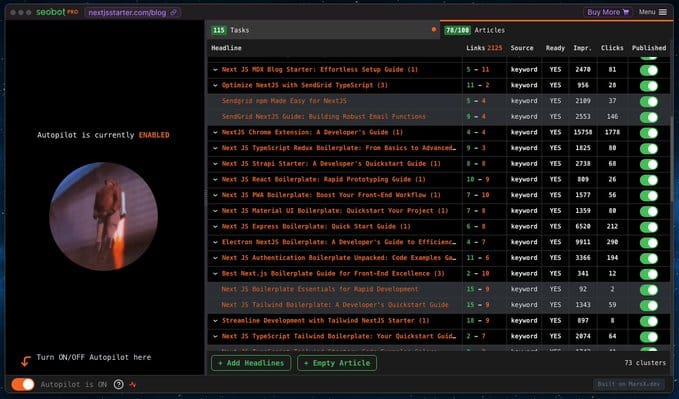 seobot PRO nextjsstarter.com/blog Buy More Menu
115 Tasks 78/100 Articles
Headline Links 2125 Source Ready Impr. Clicks Published
Next JS MDX Blog Starter: Effortless Setup Guide (1) 5 – 11 keyword YES 2470 81
Optimize NextJS with SendGrid TypeScript (3) 11 – 2 keyword YES 956 28
Sendgrid npm Made Easy for NextJS 5 – 4 keyword YES 2109 37
SendGrid NextJS Guide: Building Robust Email Functions 9 – 4 keyword YES 2553 146
NextJS Chrome Extension: A Developer's Guide (1) 4 – 4 keyword YES 15758 1778
Next JS TypeScript Redux Boilerplate: From Basics to Advanced… 9 – 3 keyword YES 1825 80
Next JS Strapi Starter: A Developer's Quickstart Guide (1) 8 – 8 keyword YES 2738 68
Next JS React Boilerplate: Rapid Prototyping Guide (1) 10 – 9 keyword YES 809 26
Next JS PWA Boilerplate: Boost Your Front-End Workflow (1) 7 – 10 keyword YES 1577 56
Next JS Material UI Boilerplate: Quickstart Your Project (1) 7 – 8 keyword YES 1359 80
Next JS Express Boilerplate: Quick Start Guide (1) 6 – 8 keyword YES 6520 212
Electron NextJS Boilerplate: A Developer's Guide to Efficienc… 4 – 7 keyword YES 9911 290
Next JS Authentication Boilerplate Unpacked: Code Examples Ga… 11 – 6 keyword YES 3366 194
Best Next.js Boilerplate Guide for Front-End Excellence (3) 2 – 10 keyword YES 341 12
Next JS Boilerplate Essentials for Rapid Development 15 – 9 keyword YES 92 2
Next JS Tailwind Boilerplate: A Developer's Quickstart Guide 15 – 9 keyword YES 1343 59
Streamline Development with Tailwind NextJS Starter (1) 18 – 9 keyword YES 897 8
Next JS TypeScript Tailwind Boilerplate: Your Quickstart Guid… 2 – 7 keyword YES 2074 64
Autopilot is currently ENABLED
Turn ON/OFF Autopilot here
+ Add Headlines + Empty Article 73 clusters
Autopilot is ON Built on MarsX.dev